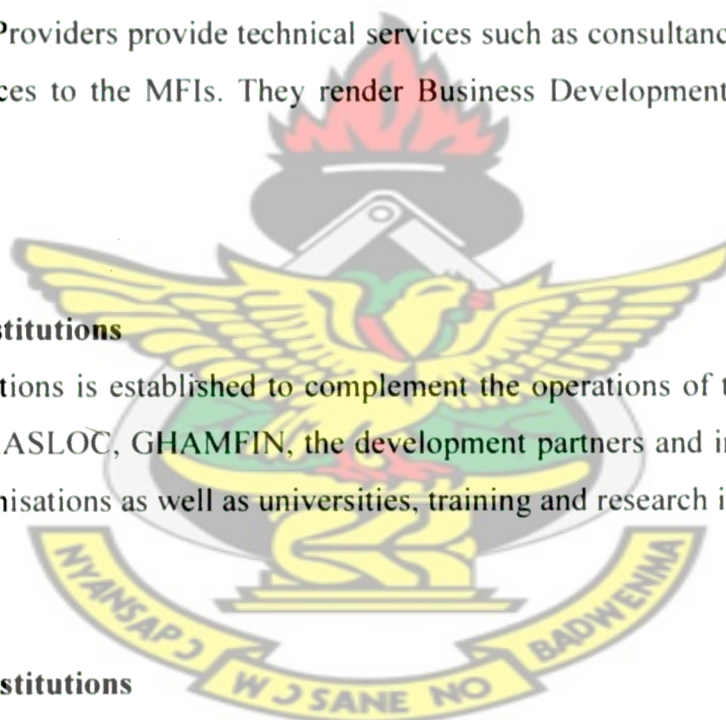 Providers provide technical services such as consultanc
ces to the MFIs. They render Business Development
stitutions
tions is established to complement the operations of t
ASLOC, GHAMFIN, the development partners and i
nisations as well as universities, training and research i
NYANSAPƆ WƆSANE NO BADWENMA
stitutions